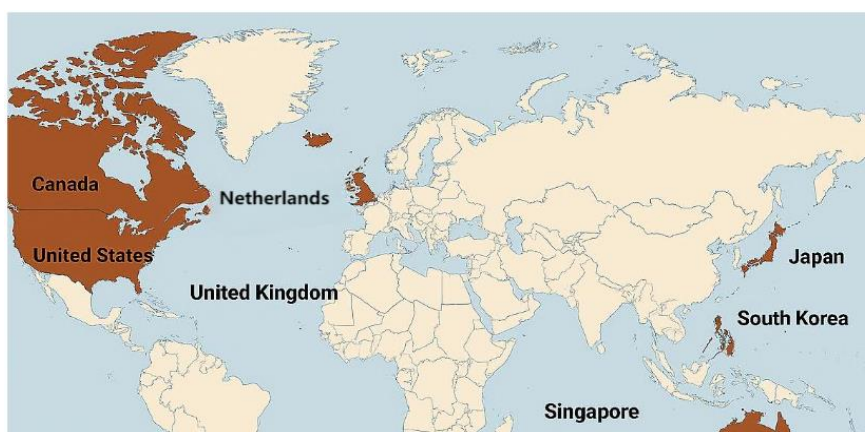 Canada
Netherlands
United States
Japan
United Kingdom
South Korea
Singapore